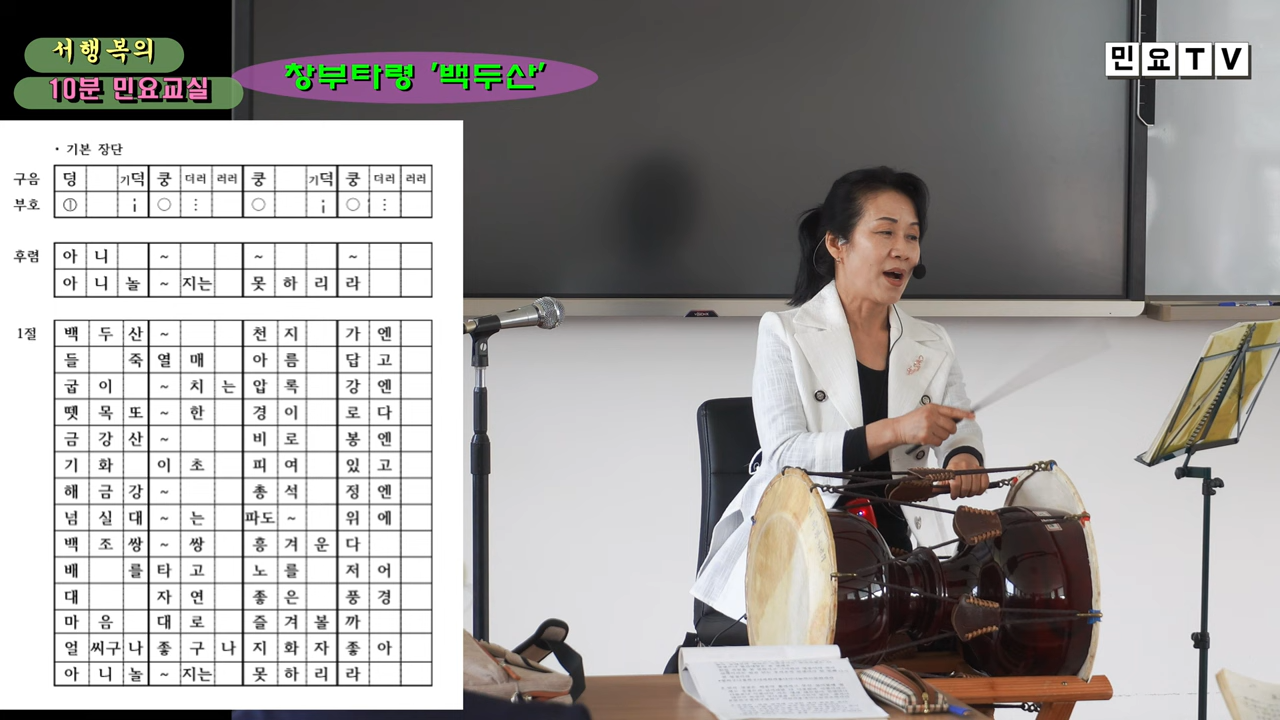 서행복의
10분 민요교실
창부타령 '백두산'
민요TV
· 기본 장단
구음 덩 기덕 쿵 더러 러러 쿵 기덕 쿵 더러 러러
부호 ① ¡ ○ ⋮ ○ ¡ ○ ⋮
후렴 아 니 ~ ~ ~
아 니 놀 ~ 지는 못 하 리 라
1절 백 두 산 ~ 천 지 가 엔
들 죽 열 매 아 름 답 고
굽 이 ~ 치 는 압 록 강 엔
뗏 목 또 ~ 한 경 이 로 다
금 강 산 ~ 비 로 봉 엔
기 화 이 초 피 여 있 고
해 금 강 ~ 총 석 정 엔
넘 실 대 ~ 는 파도 ~ 위 에
백 조 쌍 ~ 쌍 흥 겨 운 다
배 를 타 고 노 를 저 어
대 자 연 좋 은 풍 경
마 음 대 로 즐 겨 볼 까
얼 씨구 나 좋 구 나 지 화 자 좋 아
아 니 놀 ~ 지는 못 하 리 라